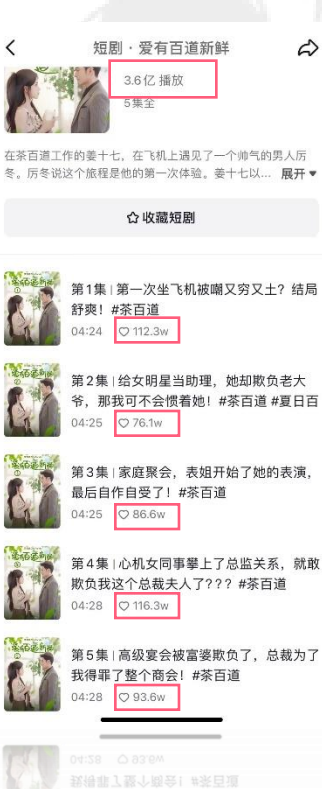 短剧 · 爱有百道新鲜
3.6亿 播放
5集全
在茶百道工作的姜十七，在飞机上遇见了一个帅气的男人厉
冬。厉冬说这个旅程是他的第一次体验。姜十七以... 展开
收藏短剧
第1集 | 第一次坐飞机被嘲又穷又土？结局
舒爽！#茶百道
04:24 112.3w
第2集 | 给女明星当助理，她却欺负老大
爷，那我可不会惯着她！#茶百道 #夏日百
04:25 76.1w
第3集 | 家庭聚会，表姐开始了她的表演，
最后自作自受了！#茶百道
04:25 86.6w
第4集 | 心机女同事攀上了总监关系，就敢
欺负我这个总裁夫人了？？？#茶百道
04:28 116.3w
第5集 | 高级宴会被富婆欺负了，总裁为了
我得罪了整个商会！#茶百道
04:28 93.6w